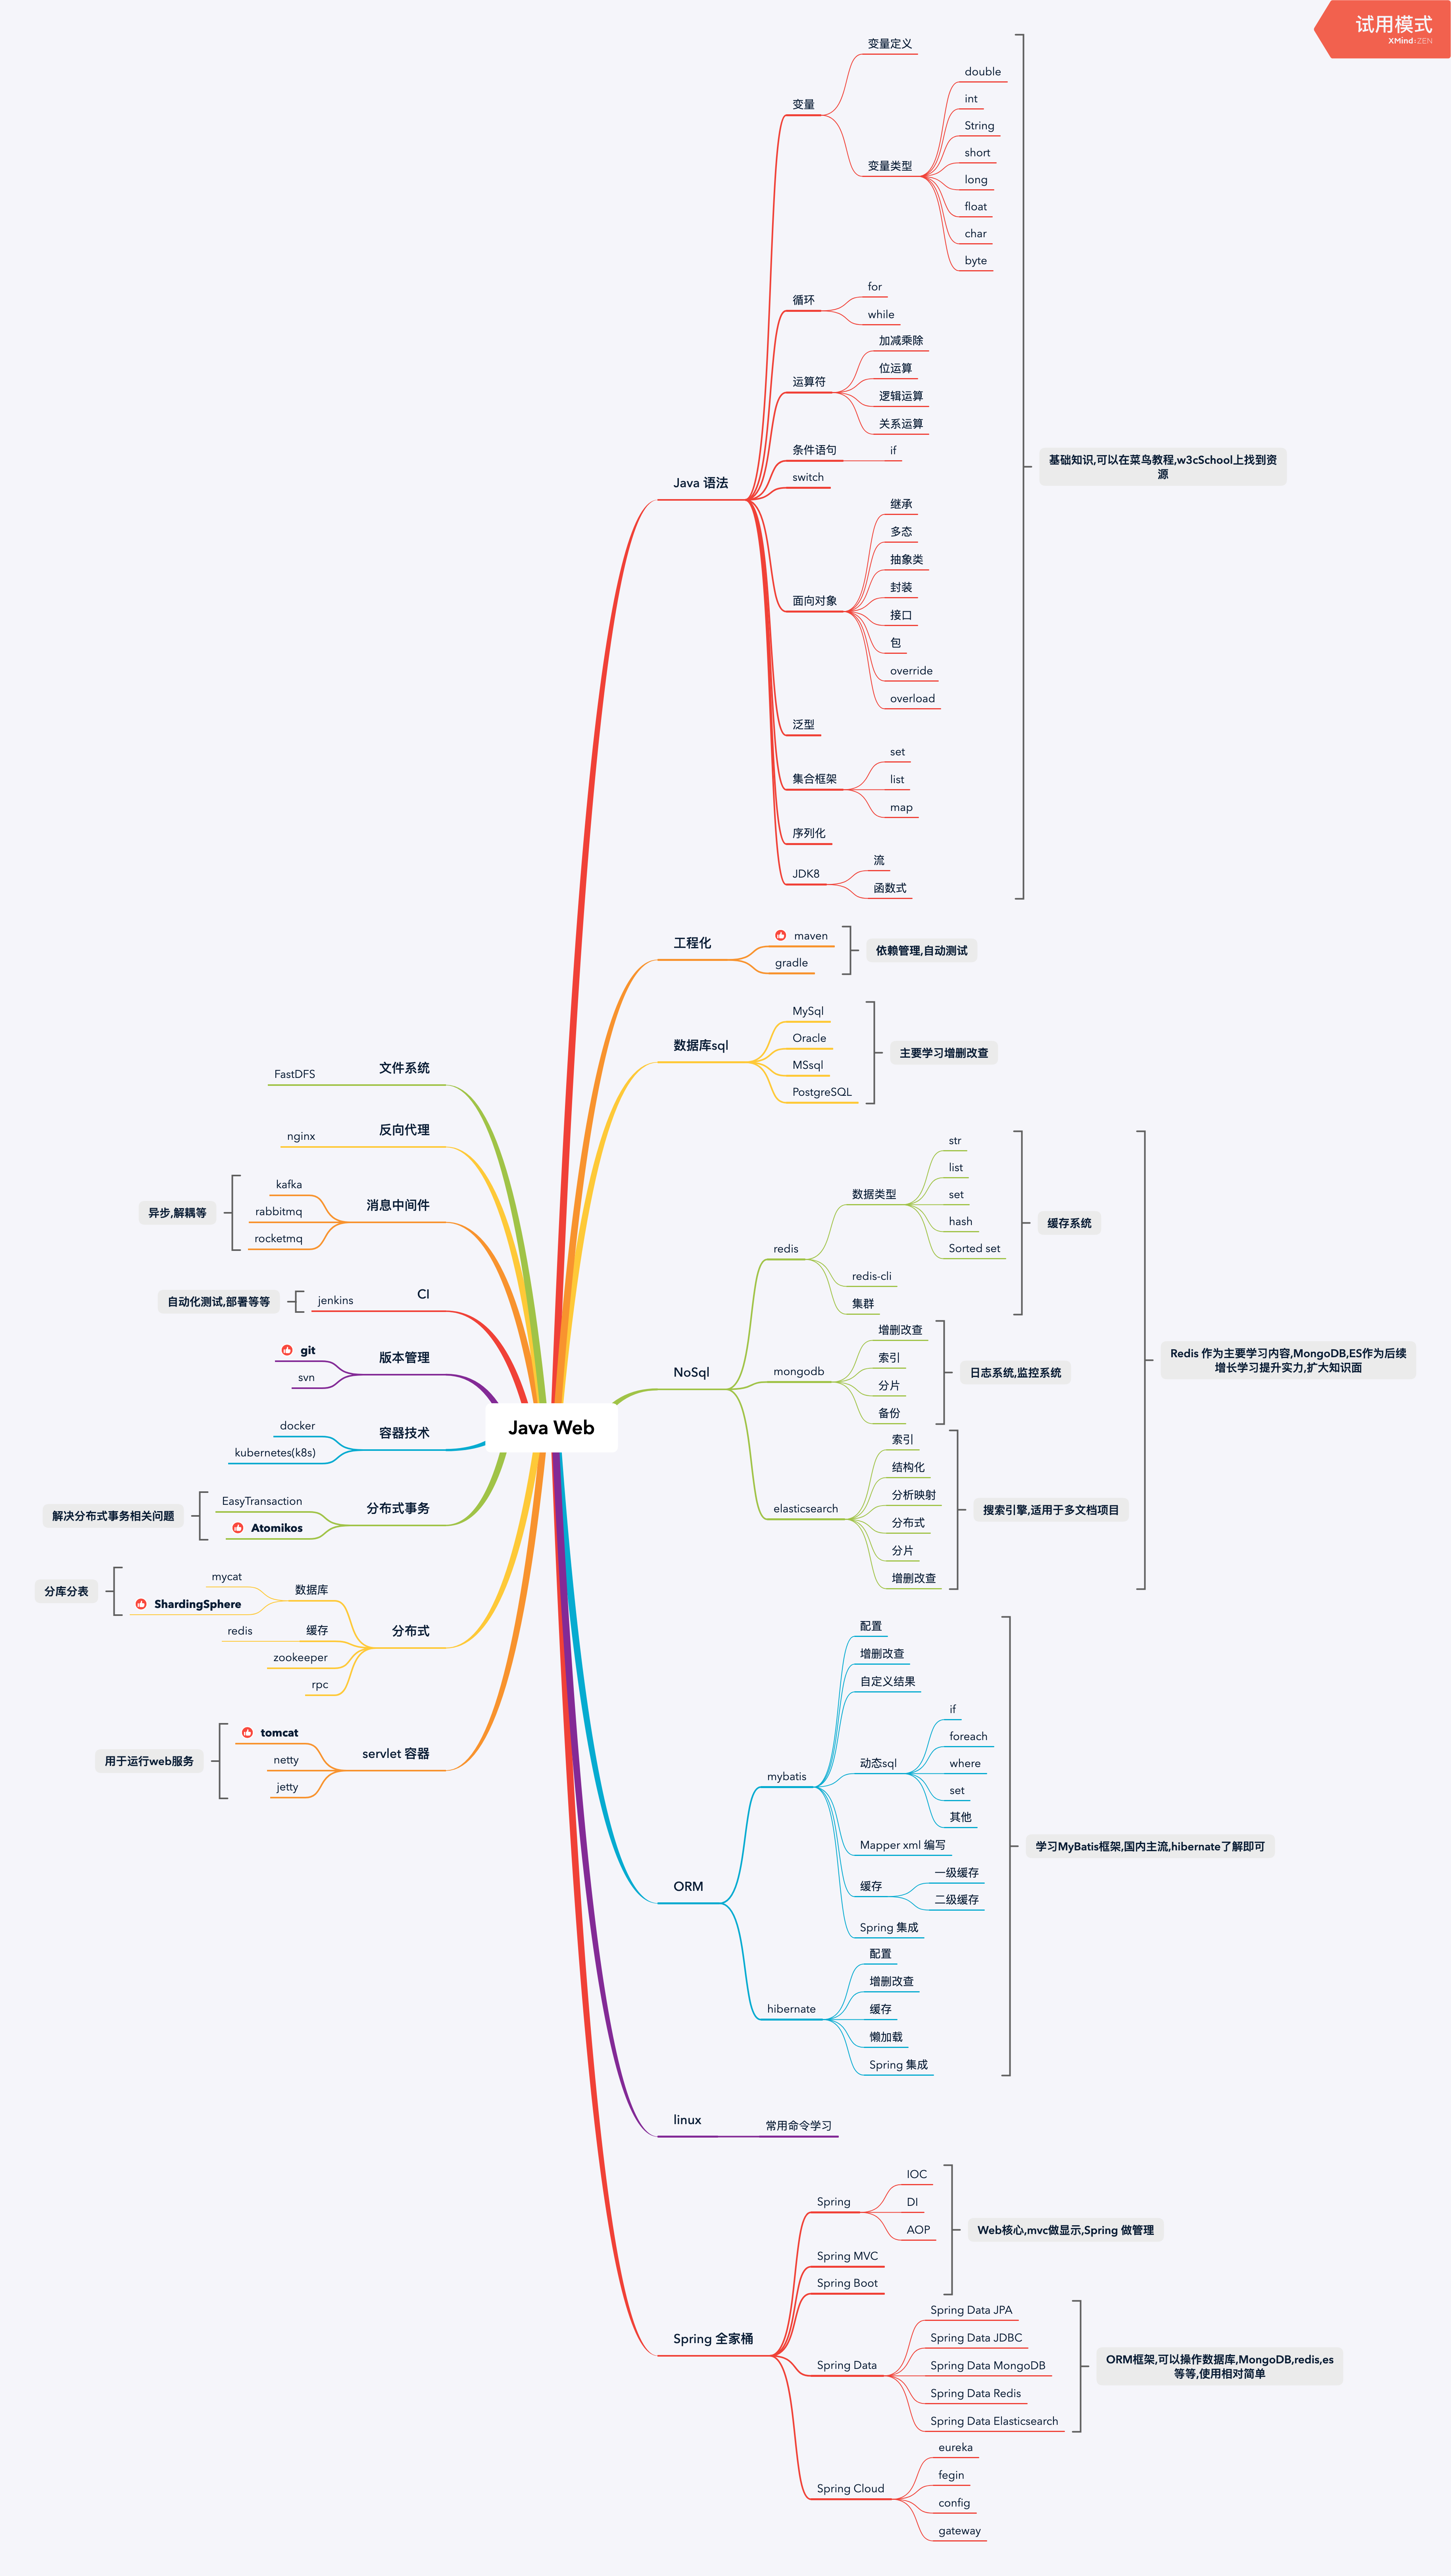 试用模式
XMind:ZEN
Java Web
Java 语法
变量
变量定义
变量类型
double
int
String
short
long
float
char
byte
循环
for
while
运算符
加减乘除
位运算
逻辑运算
关系运算
条件语句
if
switch
面向对象
继承
多态
抽象类
封装
接口
包
override
overload
泛型
集合框架
set
list
map
序列化
JDK8
流
函数式
基础知识,可以在菜鸟教程,w3cSchool上找到资
源
工程化
maven
gradle
依赖管理,自动测试
数据库sql
MySql
Oracle
MSsql
PostgreSQL
主要学习增删改查
NoSql
redis
数据类型
str
list
set
hash
Sorted set
redis-cli
集群
缓存系统
mongodb
增删改查
索引
分片
备份
日志系统,监控系统
elasticsearch
索引
结构化
分析映射
分布式
分片
增删改查
搜索引擎,适用于多文档项目
Redis 作为主要学习内容,MongoDB,ES作为后续
增长学习提升实力,扩大知识面
ORM
mybatis
配置
增删改查
自定义结果
动态sql
if
foreach
where
set
其他
Mapper xml 编写
缓存
一级缓存
二级缓存
Spring 集成
hibernate
配置
增删改查
缓存
懒加载
Spring 集成
学习MyBatis框架,国内主流,hibernate了解即可
linux
常用命令学习
Spring 全家桶
Spring
IOC
DI
AOP
Spring MVC
Spring Boot
Web核心,mvc做显示,Spring 做管理
Spring Data
Spring Data JPA
Spring Data JDBC
Spring Data MongoDB
Spring Data Redis
Spring Data Elasticsearch
ORM框架,可以操作数据库,MongoDB,redis,es
等等,使用相对简单
Spring Cloud
eureka
fegin
config
gateway
文件系统
FastDFS
反向代理
nginx
消息中间件
kafka
rabbitmq
rocketmq
异步,解耦等
CI
jenkins
自动化测试,部署等等
版本管理
git
svn
容器技术
docker
kubernetes(k8s)
分布式事务
EasyTransaction
Atomikos
解决分布式事务相关问题
分布式
数据库
mycat
ShardingSphere
分库分表
缓存
redis
zookeeper
rpc
servlet 容器
tomcat
netty
jetty
用于运行web服务